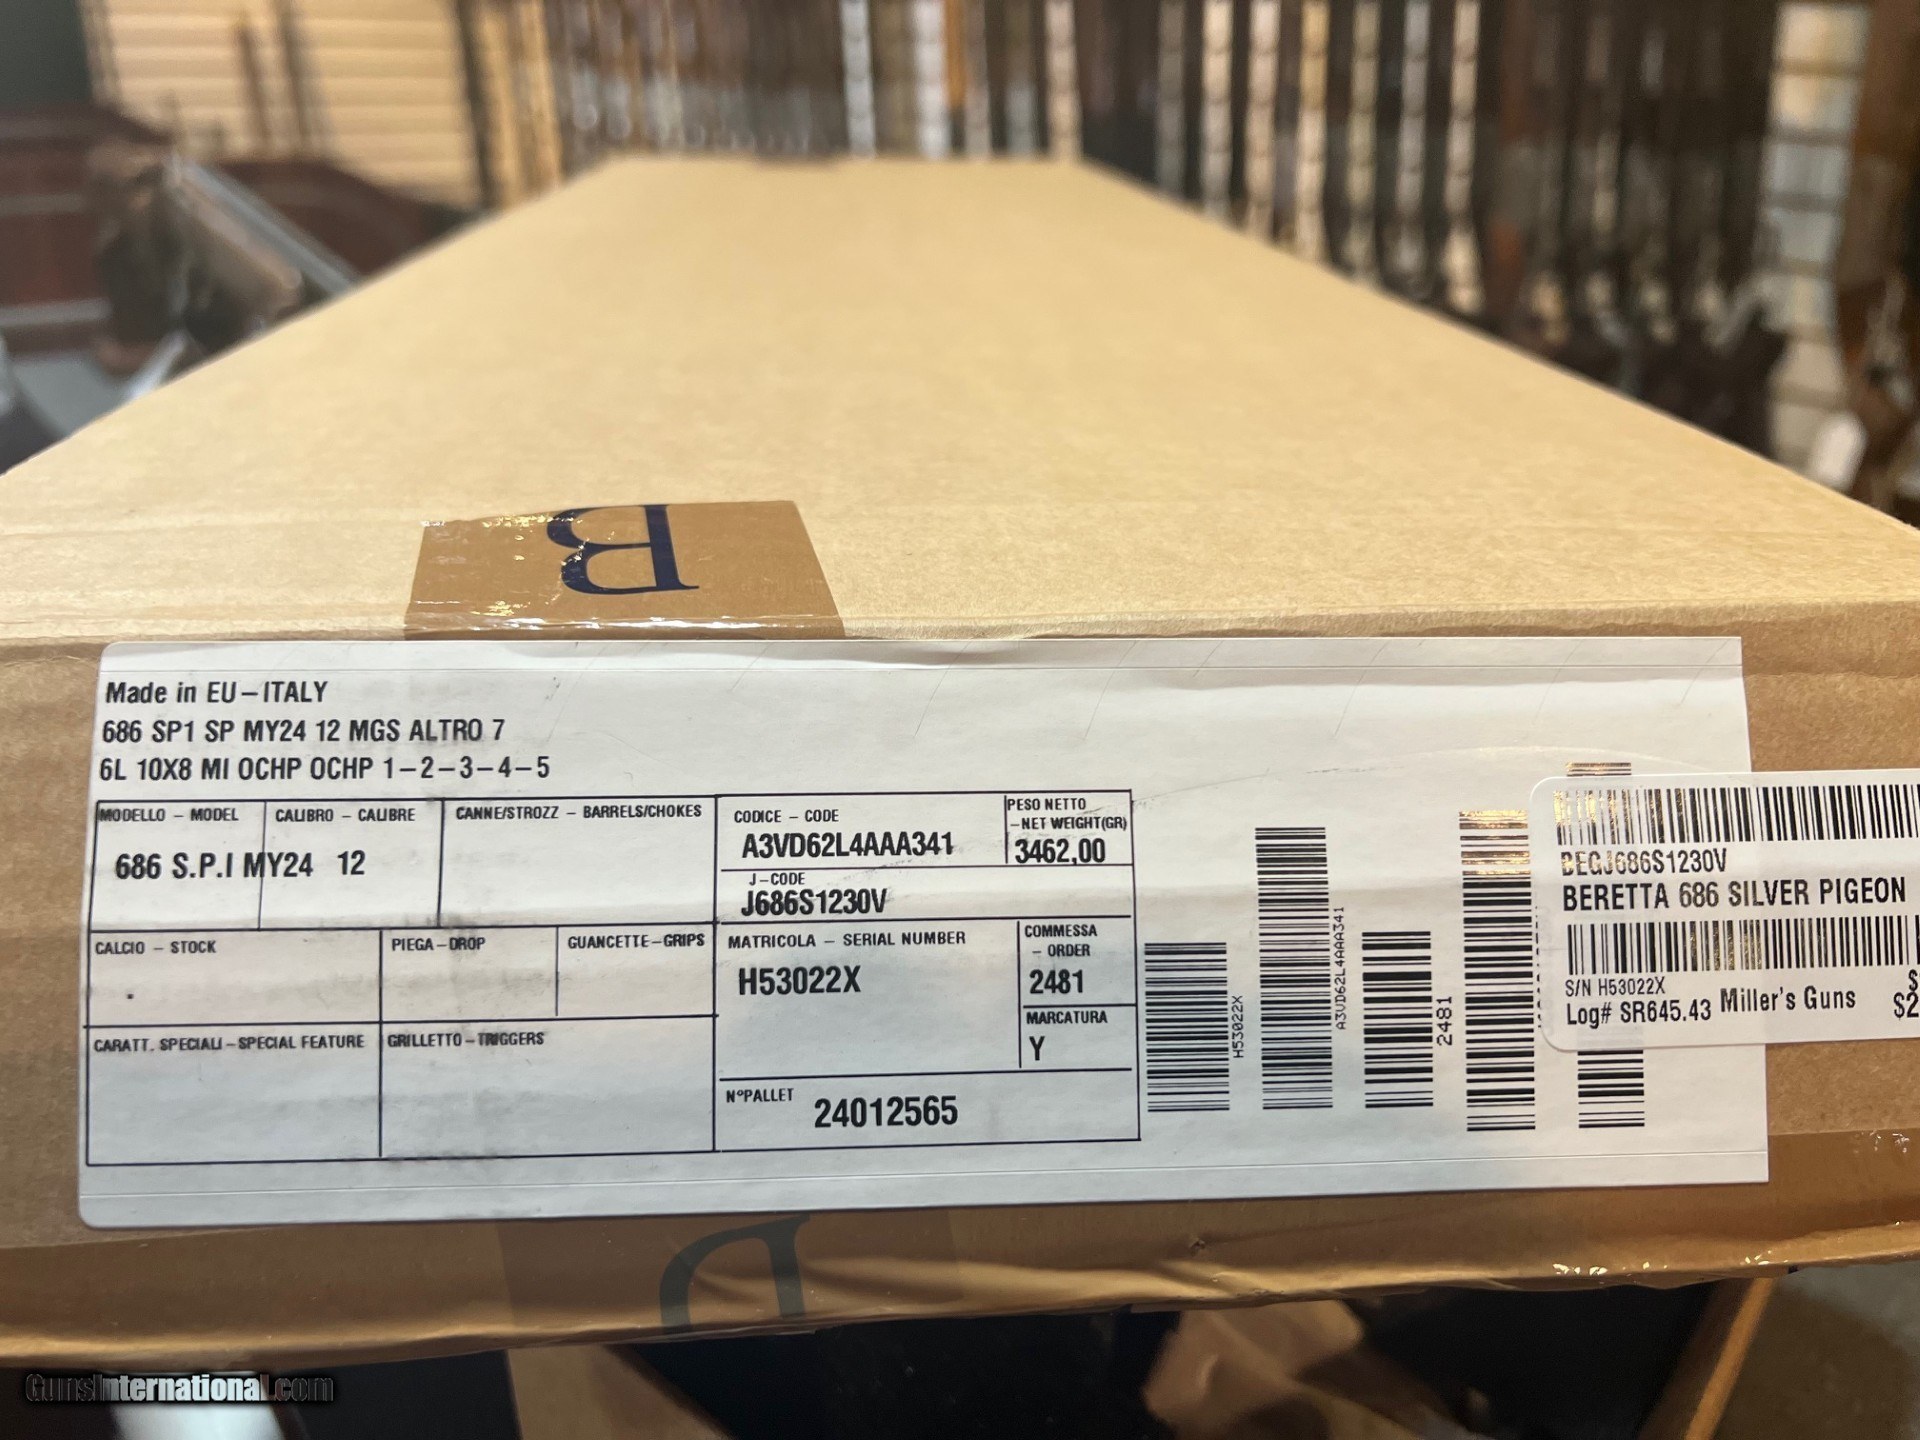 B
Made in EU-ITALY
686 SP1 SP MY24 12 MGS ALTRO 7
6L 10X8 MI OCHP OCHP 1-2-3-4-5
MODELLO - MODEL
CALIBRO - CALIBRE
CANNE/STROZZ - BARRELS/CHOKES
686 S.P.I MY24
12
CODICE - CODE
A3VD62L4AAA341
PESO NETTO
-NET WEIGHT(GR)
3462,00
J-CODE
J686S1230V
CALCIO - STOCK
PIEGA-DROP
GUANCETTE-GRIPS
MATRICOLA - SERIAL NUMBER
H53022X
COMMESSA
- ORDER
2481
MARCATURA
Y
CARATT. SPECIALI-SPECIAL FEATURE
GRILLETTO-TRIGGERS
N°PALLET
24012565
H53022X
A3VD62L4AAA341
2481
BEGJ686S1230V
BERETTA 686 SILVER PIGEON
S/N H53022X
Log# SR645.43
Miller's Guns
$2
GunsInternational.com